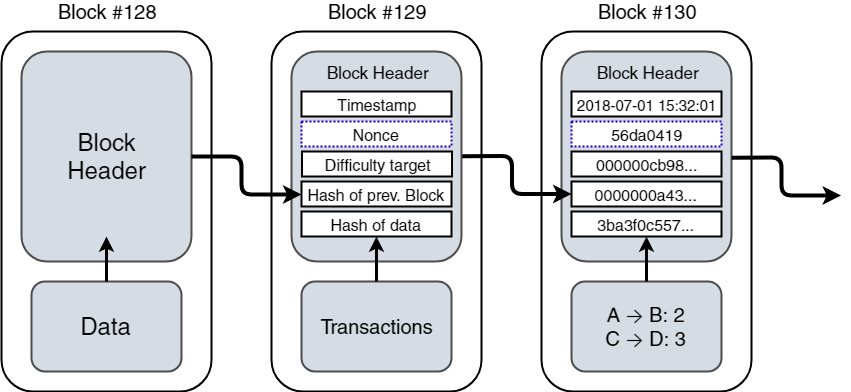 Block #128
Block
Header
Data
Block #129
Block Header
Timestamp
Nonce
Difficulty target
Hash of prev. Block
Hash of data
Transactions
Block #130
Block Header
2018-07-01 15:32:01
56da0419
000000cb98...
0000000a43...
3ba3f0c557...
A → B: 2
C → D: 3